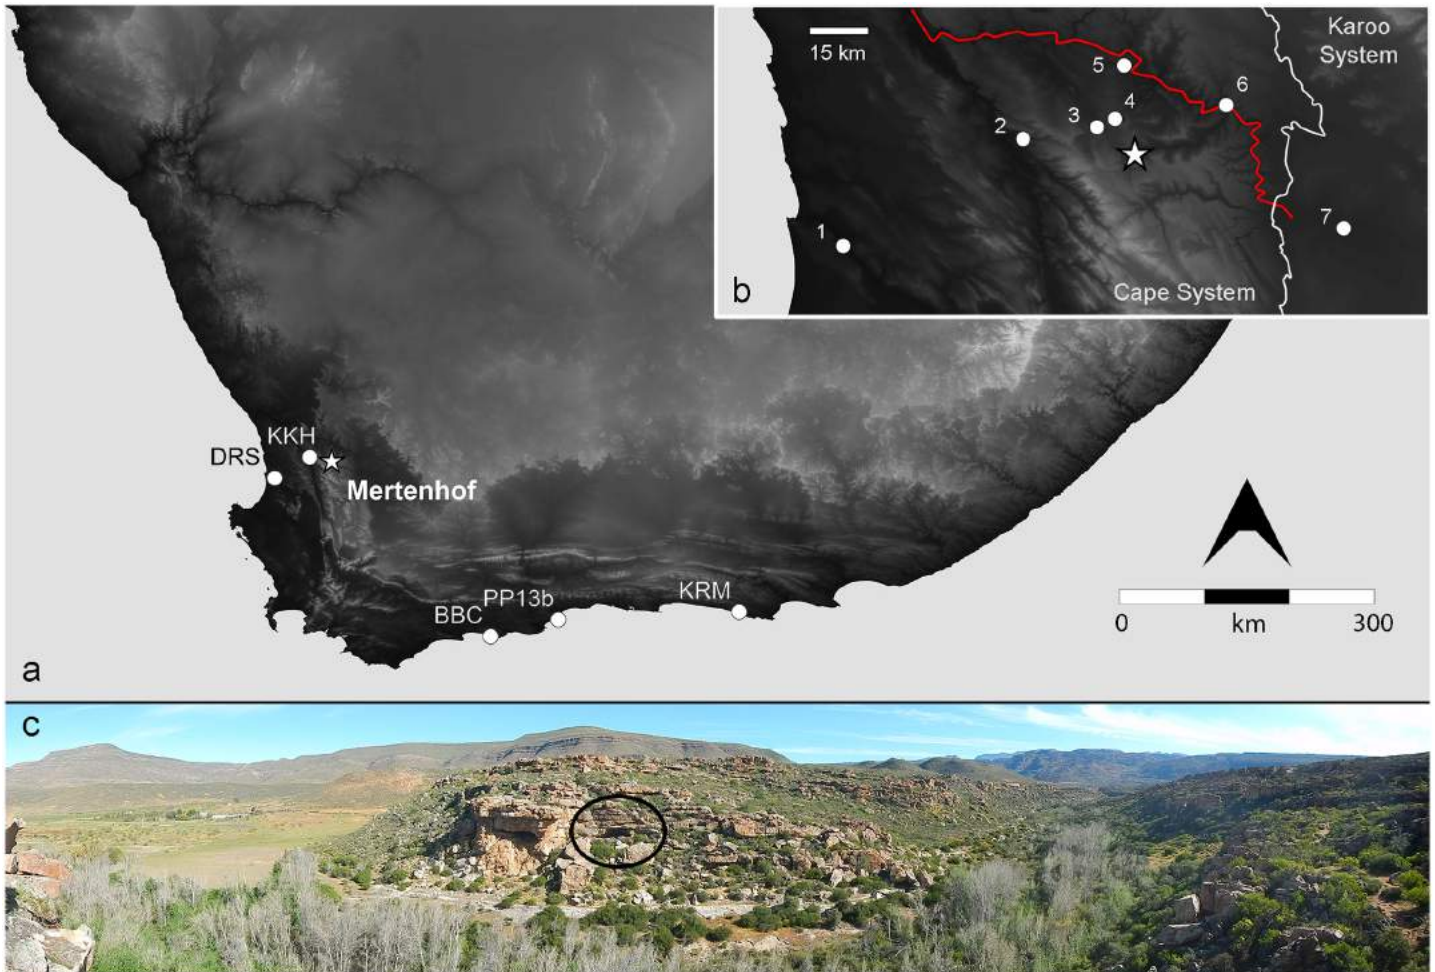 Karoo
System
15 km
5
6
4
3
2
7
1
b
Cape System
KKH
DRS
Mertenhof
KRM
PP13b
BBC
0 km 300
a
c